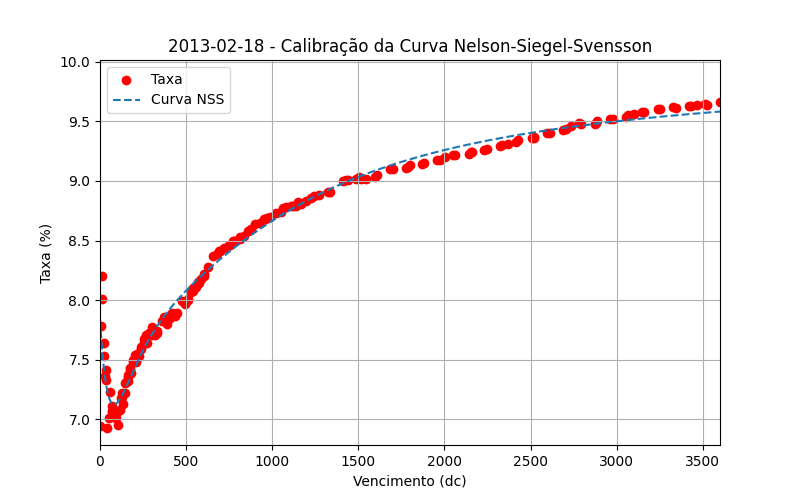 2013-02-18 - Calibração da Curva Nelson-Siegel-Svensson
Taxa
Curva NSS
Taxa (%)
10.0
9.5
9.0
8.5
8.0
7.5
7.0
0 500 1000 1500 2000 2500 3000 3500
Vencimento (dc)